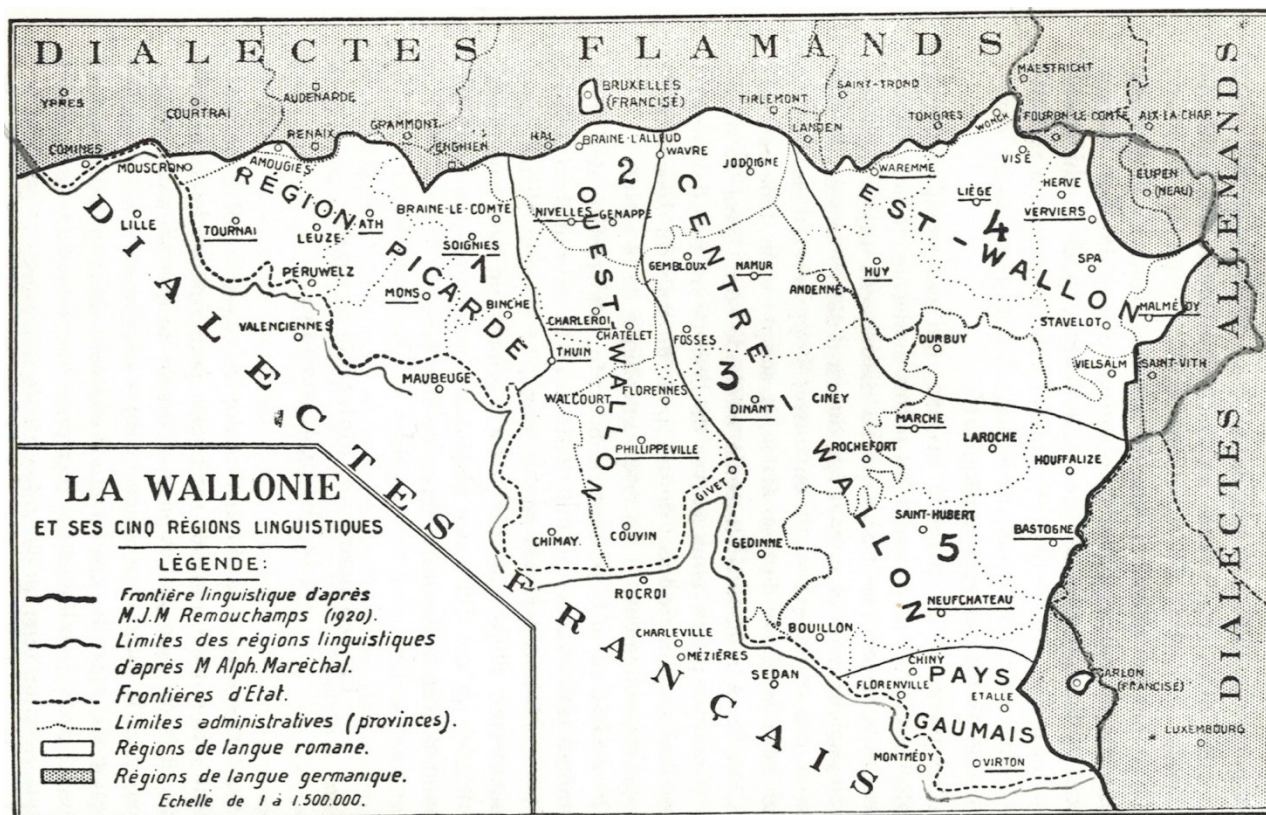 DIALECTES FLAMANDS
YPRES
COURTRAI
AUDENARDE
BRUXELLES
(FRANCISÉ)
TIRLEMONT
SAINT-TROND
MAESTRICHT
COMINES
MOUSCRON
AMOUGIES
RENAIX
GRAMMONT
ENGHIEN
HAL
BRAINE-L'ALLEUD
WAVRE
JODOIGNE
LANDEN
TONGRES
WONCK
FOURON-LE-COMTE
AIX-LA-CHAP.
WAREMME
VISÉ
LIÈGE
HERVE
VERVIERS
EUPEN
(NEAU)
DIALECTES ALLEMANDS
RÉGION PICARDE
1
OUEST-WALLON
2
CENTRE-WALLON
3
EST-WALLON
4
5
LILLE
TOURNAI
LEUZE
ATH
BRAINE-LE-COMTE
SOIGNIES
NIVELLES
GENAPPE
PÉRUWELZ
MONS
BINCHE
GEMBLOUX
NAMUR
ANDENNE
HUY
SPA
MALMÉDY
STAVELOT
VALENCIENNES
CHARLEROI
CHATELET
FOSSES
THUIN
DURBUY
VIELSALM
SAINT-VITH
MAUBEUGE
WALCOURT
FLORENNES
DINANT
CINEY
MARCHE
LAROCHE
HOUFFALIZE
PHILLIPPEVILLE
ROCHEFORT
GIVET
SAINT-HUBERT
BASTOGNE
CHIMAY.
COUVIN
GEDINNE
NEUFCHATEAU
ROCROI
BOUILLON
CHARLEVILLE
MÉZIÈRES
SEDAN
CHINY
FLORENVILLE
PAYS
GAUMAIS
ETALLE
ARLON
(FRANCISÉ)
LUXEMBOURG
MONTMÉDY
VIRTON
DIALECTES FRANÇAIS
LA WALLONIE
ET SES CINQ RÉGIONS LINGUISTIQUES
LÉGENDE:
Frontière linguistique d'après
M.J.M Remouchamps (1920).
Limites des régions linguistiques
d'après M Alph. Maréchal.
Frontières d'Etat.
Limites administratives (provinces).
Régions de langue romane.
Régions de langue germanique.
Echelle de 1 à 1.500.000.